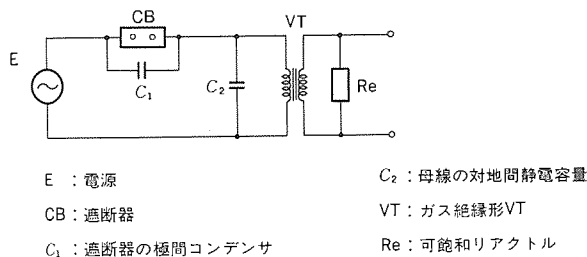 CB
VT
E
C₁
C₂
Re
E ：電源
CB：遮断器
C₁ ：遮断器の極間コンデンサ
C₂ ：母線の対地間静電容量
VT：ガス絶縁形VT
Re：可飽和リアクトル